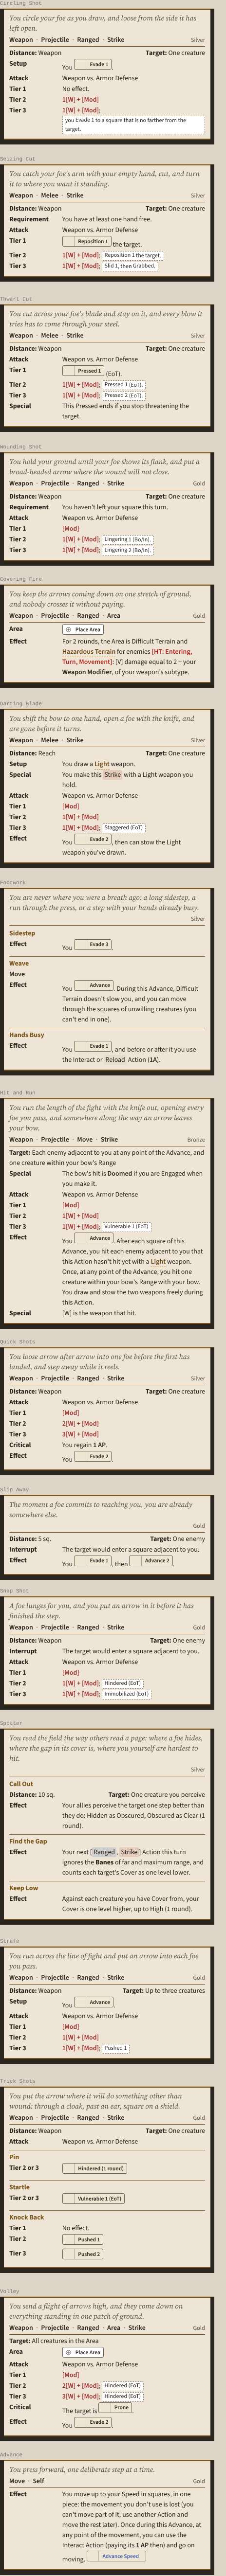 Circling Shot
You circle your foe as you draw, and loose from the side it has
left open.
Weapon · Projectile · Ranged · Strike Silver
Distance: Weapon Target: One creature
Setup You Evade 1 .
Attack Weapon vs. Armor Defense
Tier 1 No effect.
Tier 2 1[W] + [Mod]
Tier 3 1[W] + [Mod];
you Evade 1 to a square that is no farther from the
target.
Seizing Cut
You catch your foe's arm with your empty hand, cut, and turn
it to where you want it standing.
Weapon · Melee · Strike Silver
Distance: Weapon Target: One creature
Requirement You have at least one hand free.
Attack Weapon vs. Armor Defense
Tier 1 Reposition 1 the target.
Tier 2 1[W] + [Mod]; Reposition 1 the target.
Tier 3 1[W] + [Mod]; Slid 1, then Grabbed.
Thwart Cut
You cut across your foe's blade and stay on it, and every blow it
tries has to come through your steel.
Weapon · Melee · Strike Silver
Distance: Weapon Target: One creature
Attack Weapon vs. Armor Defense
Tier 1 Pressed 1 (EoT).
Tier 2 1[W] + [Mod]; Pressed 1 (EoT).
Tier 3 1[W] + [Mod]; Pressed 2 (EoT).
Special This Pressed ends if you stop threatening the
target.
Wounding Shot
You hold your ground until your foe shows its flank, and put a
broad-headed arrow where the wound will not close.
Weapon · Projectile · Ranged · Strike Gold
Distance: Weapon Target: One creature
Requirement You haven't left your square this turn.
Attack Weapon vs. Armor Defense
Tier 1 [Mod]
Tier 2 1[W] + [Mod]; Lingering 1 (Bo/In).
Tier 3 1[W] + [Mod]; Lingering 2 (Bo/In).
Covering Fire
You keep the arrows coming down on one stretch of ground,
and nobody crosses it without paying.
Weapon · Projectile · Ranged · Area Gold
Area Place Area
Effect For 2 rounds, the Area is Difficult Terrain and
Hazardous Terrain for enemies [HT: Entering,
Turn, Movement]: [V] damage equal to 2 + your
Weapon Modifier, of your weapon's subtype.
Darting Blade
You shift the bow to one hand, open a foe with the knife, and
are gone before it turns.
Weapon · Melee · Strike Silver
Distance: Reach Target: One creature
Setup You draw a Light weapon.
Special You make this Strike with a Light weapon you
hold.
Attack Weapon vs. Armor Defense
Tier 1 [Mod]
Tier 2 1[W] + [Mod]
Tier 3 1[W] + [Mod]; Staggered (EoT)
Effect You Evade 2 , then can stow the Light
weapon you've drawn.
Footwork
You are never where you were a breath ago: a long sidestep, a
run through the press, or a step with your hands already busy.
Silver
Sidestep
Effect You Evade 3 .
Weave
Move
Effect You Advance . During this Advance, Difficult
Terrain doesn't slow you, and you can move
through the squares of unwilling creatures (you
can't end in one).
Hands Busy
Effect You Evade 1 , and before or after it you use
the Interact or Reload Action (1A).
Hit and Run
You run the length of the fight with the knife out, opening every
foe you pass, and somewhere along the way an arrow leaves
your bow.
Weapon · Projectile · Move · Strike Bronze
Target: Each enemy adjacent to you at any point of the Advance, and
one creature within your bow's Range
Special The bow's hit is Doomed if you are Engaged when
you make it.
Attack Weapon vs. Armor Defense
Tier 1 [Mod]
Tier 2 1[W] + [Mod]
Tier 3 1[W] + [Mod]; Vulnerable 1 (EoT)
Effect You Advance . After each square of this
Advance, you hit each enemy adjacent to you that
this Action hasn't hit yet with a Light weapon.
Once, at any point of the Advance, you hit one
creature within your bow's Range with your bow.
You draw and stow the two weapons freely during
this Action.
Special [W] is the weapon that hit.
Quick Shots
You loose arrow after arrow into one foe before the first has
landed, and step away while it reels.
Weapon · Projectile · Ranged · Strike Gold
Distance: Weapon Target: One creature
Attack Weapon vs. Armor Defense
Tier 1 [Mod]
Tier 2 2[W] + [Mod]
Tier 3 3[W] + [Mod]
Critical You regain 1 AP.
Effect You Evade 2 .
Slip Away
The moment a foe commits to reaching you, you are already
somewhere else.
Gold
Distance: 5 sq. Target: One enemy
Interrupt The target would enter a square adjacent to you.
Effect You Evade 1 , then Advance 2 .
Snap Shot
A foe lunges for you, and you put an arrow in it before it has
finished the step.
Weapon · Projectile · Ranged · Strike Gold
Distance: Weapon Target: One enemy
Interrupt The target would enter a square adjacent to you.
Attack Weapon vs. Armor Defense
Tier 1 [Mod]
Tier 2 1[W] + [Mod]; Hindered (EoT)
Tier 3 1[W] + [Mod]; Immobilized (EoT)
Spotter
You read the field the way others read a page: where a foe hides,
where the gap in its cover is, where you yourself are hardest to
hit.
Silver
Call Out
Distance: 10 sq. Target: One creature you perceive
Effect Your allies perceive the target one step better than
they do: Hidden as Obscured, Obscured as Clear (1
round).
Find the Gap
Effect Your next [ Ranged , Strike ] Action this turn
ignores the Banes of far and maximum range, and
counts each target's Cover as one level lower.
Keep Low
Effect Against each creature you have Cover from, your
Cover is one level higher, up to High (1 round).
Strafe
You run across the line of fight and put an arrow into each foe
you pass.
Weapon · Projectile · Ranged · Strike Gold
Distance: Weapon Target: Up to three creatures
Setup You Advance .
Attack Weapon vs. Armor Defense
Tier 1 [Mod]
Tier 2 1[W] + [Mod]
Tier 3 1[W] + [Mod]; Pushed 1
Trick Shots
You put the arrow where it will do something other than
wound: through a cloak, past an ear, square on a shield.
Weapon · Projectile · Ranged · Strike Gold
Distance: Weapon Target: One creature
Attack Weapon vs. Armor Defense
Pin
Tier 2 or 3 Hindered (1 round)
Startle
Tier 2 or 3 Vulnerable 1 (EoT)
Knock Back
Tier 1 No effect.
Tier 2 Pushed 1
Tier 3 Pushed 2
Volley
You send a flight of arrows high, and they come down on
everything standing in one patch of ground.
Weapon · Projectile · Ranged · Area · Strike Gold
Target: All creatures in the Area
Area Place Area
Attack Weapon vs. Armor Defense
Tier 1 [Mod]
Tier 2 2[W] + [Mod]; Hindered (EoT)
Tier 3 3[W] + [Mod]; Hindered (EoT)
Critical The target is Prone .
Effect You Evade 2 .
Advance
You press forward, one deliberate step at a time.
Move · Self Gold
Effect You move up to your Speed in squares, in one
piece: the movement you don't use is lost (you
can't move part of it, use another Action and
move the rest later). Once during this Advance, at
any point of the movement, you can use the
Interact Action (paying its 1 AP then) and go on
moving. Advance Speed